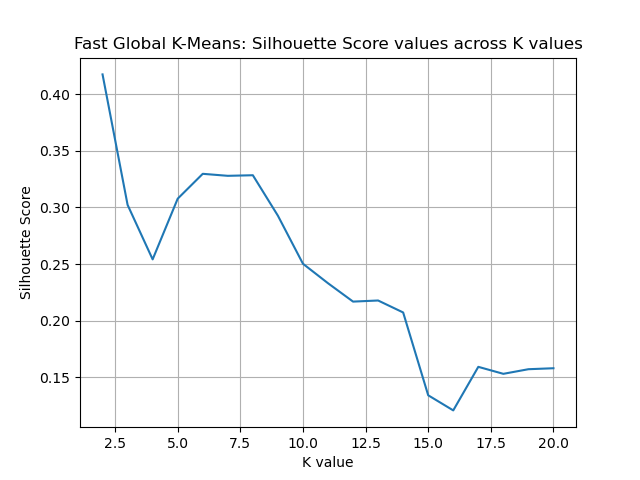 Fast Global K-Means: Silhouette Score values across K values
Silhouette Score
0.40
0.35
0.30
0.25
0.20
0.15
2.5 5.0 7.5 10.0 12.5 15.0 17.5 20.0
K value